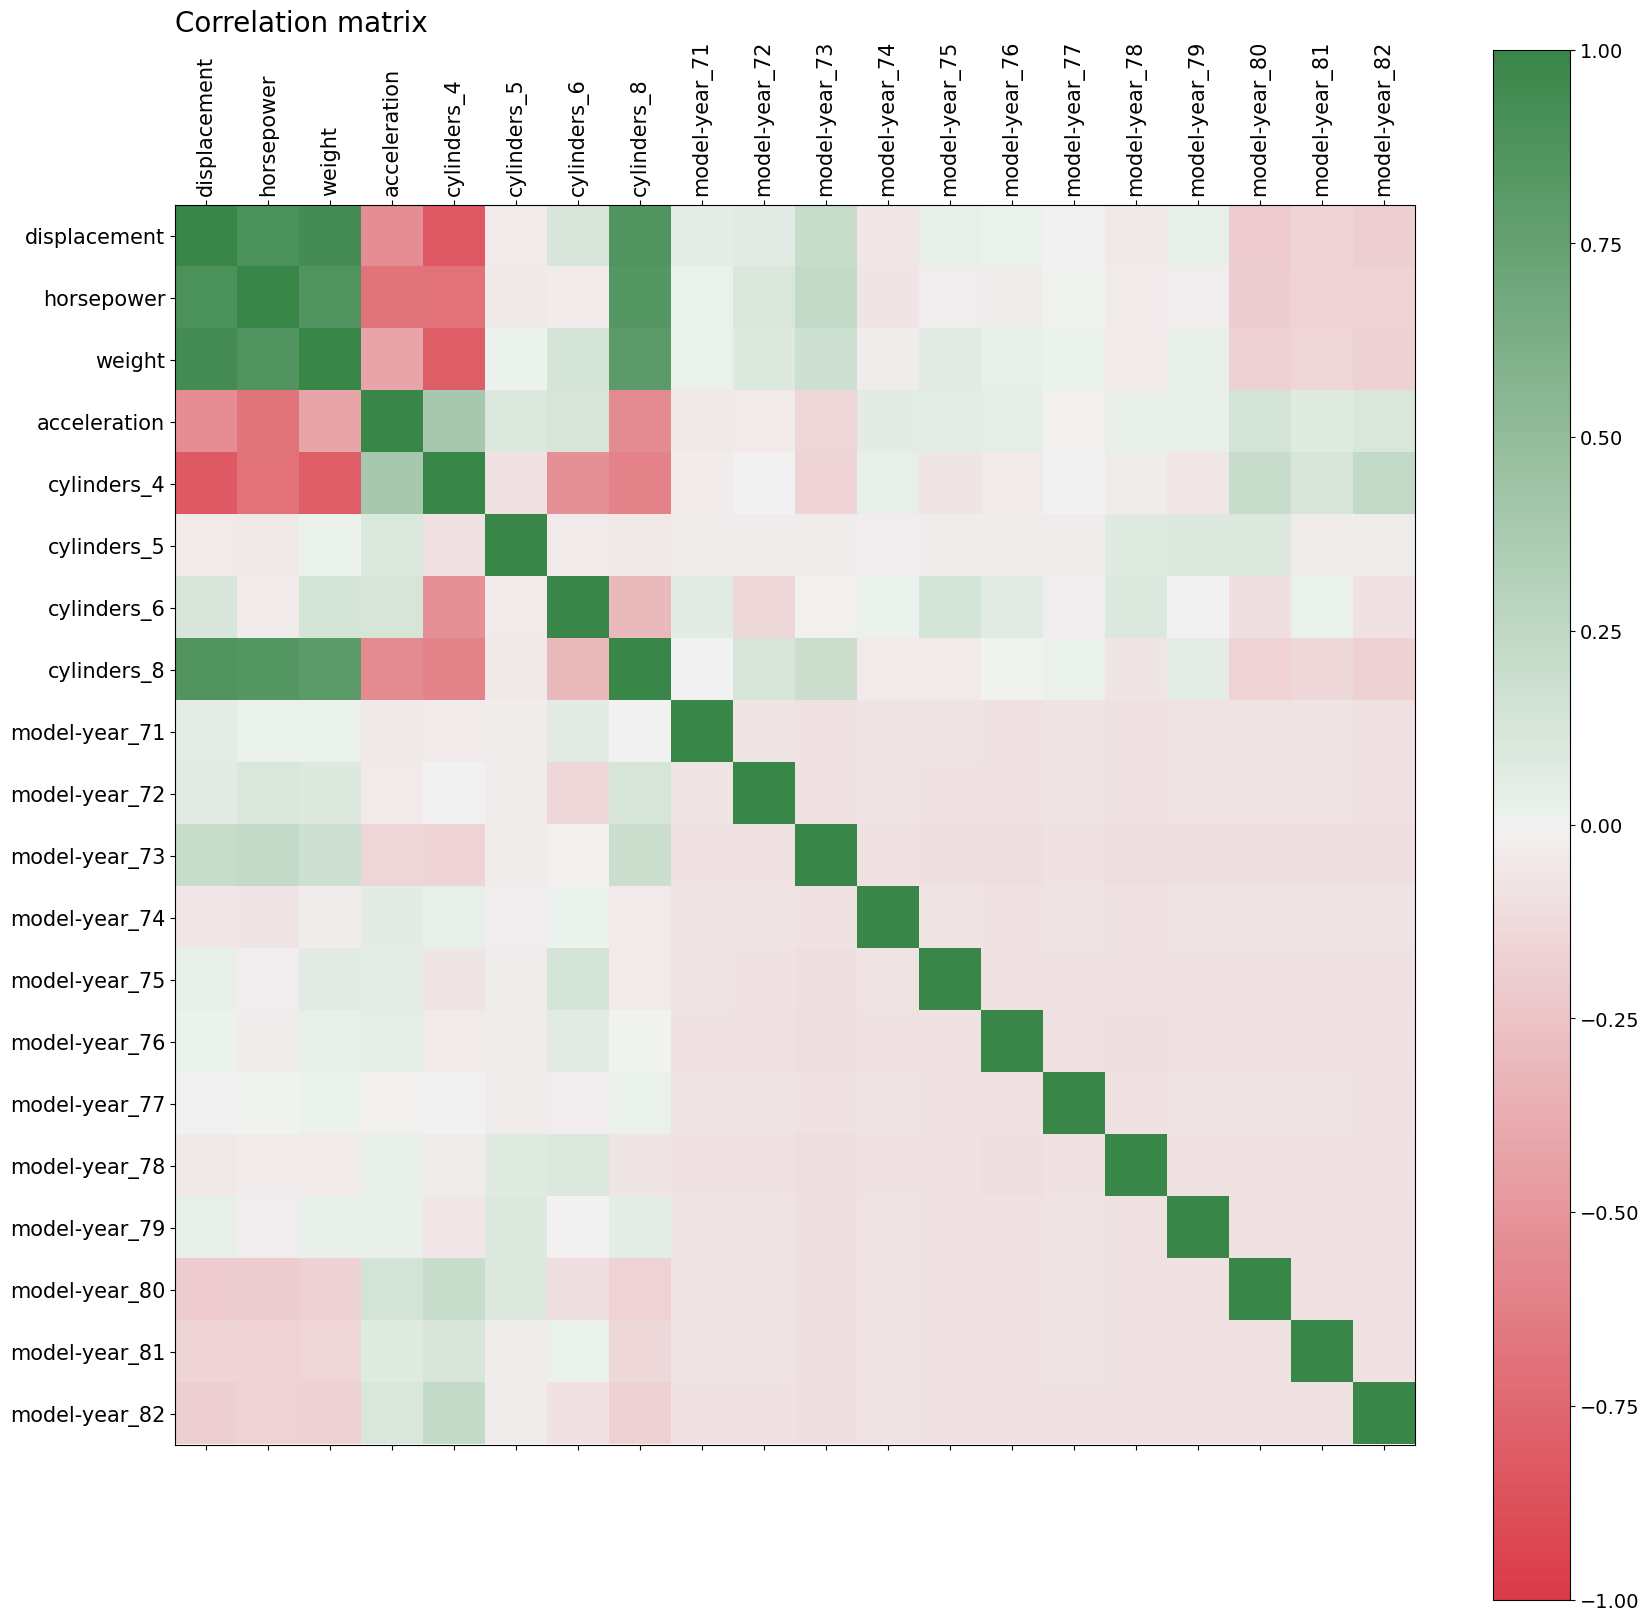 Correlation matrix
displacement
horsepower
weight
acceleration
cylinders_4
cylinders_5
cylinders_6
cylinders_8
model-year_71
model-year_72
model-year_73
model-year_74
model-year_75
model-year_76
model-year_77
model-year_78
model-year_79
model-year_80
model-year_81
model-year_82
displacement
horsepower
weight
acceleration
cylinders_4
cylinders_5
cylinders_6
cylinders_8
model-year_71
model-year_72
model-year_73
model-year_74
model-year_75
model-year_76
model-year_77
model-year_78
model-year_79
model-year_80
model-year_81
model-year_82
1.00
0.75
0.50
0.25
0.00
−0.25
−0.50
−0.75
−1.00